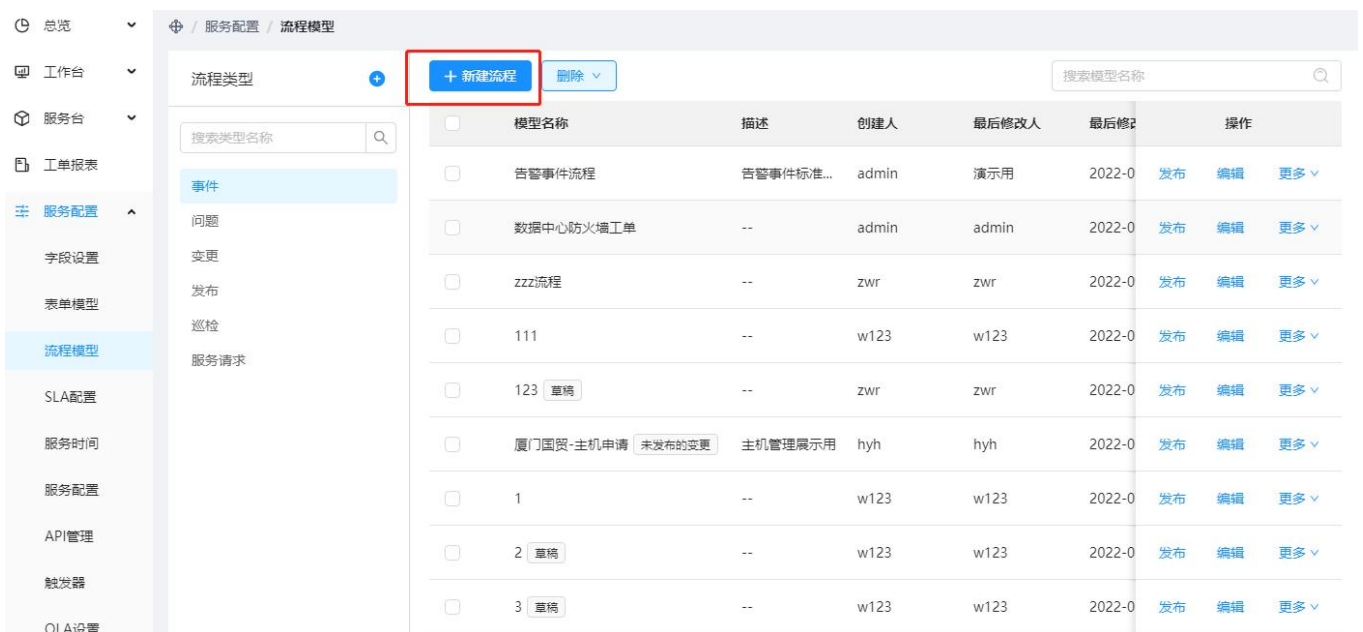 总览
工作台
服务台
工单报表
服务配置
字段设置
表单模型
流程模型
SLA配置
服务时间
服务配置
API管理
触发器
OLA设置
/ 服务配置 / 流程模型
流程类型
搜索类型名称
事件
问题
变更
发布
巡检
服务请求
+ 新建流程 删除
搜索模型名称
模型名称 描述 创建人 最后修改人 最后修 操作
告警事件流程 告警事件标准... admin 演示用 2022-0 发布 编辑 更多
数据中心防火墙工单 -- admin admin 2022-0 发布 编辑 更多
zzz流程 -- zwr zwr 2022-0 发布 编辑 更多
111 -- w123 w123 2022-0 发布 编辑 更多
123 草稿 -- zwr zwr 2022-0 发布 编辑 更多
厦门国贸-主机申请 未发布的变更 主机管理展示用 hyh hyh 2022-0 发布 编辑 更多
1 -- w123 w123 2022-0 发布 编辑 更多
2 草稿 -- w123 w123 2022-0 发布 编辑 更多
3 草稿 -- w123 w123 2022-0 发布 编辑 更多